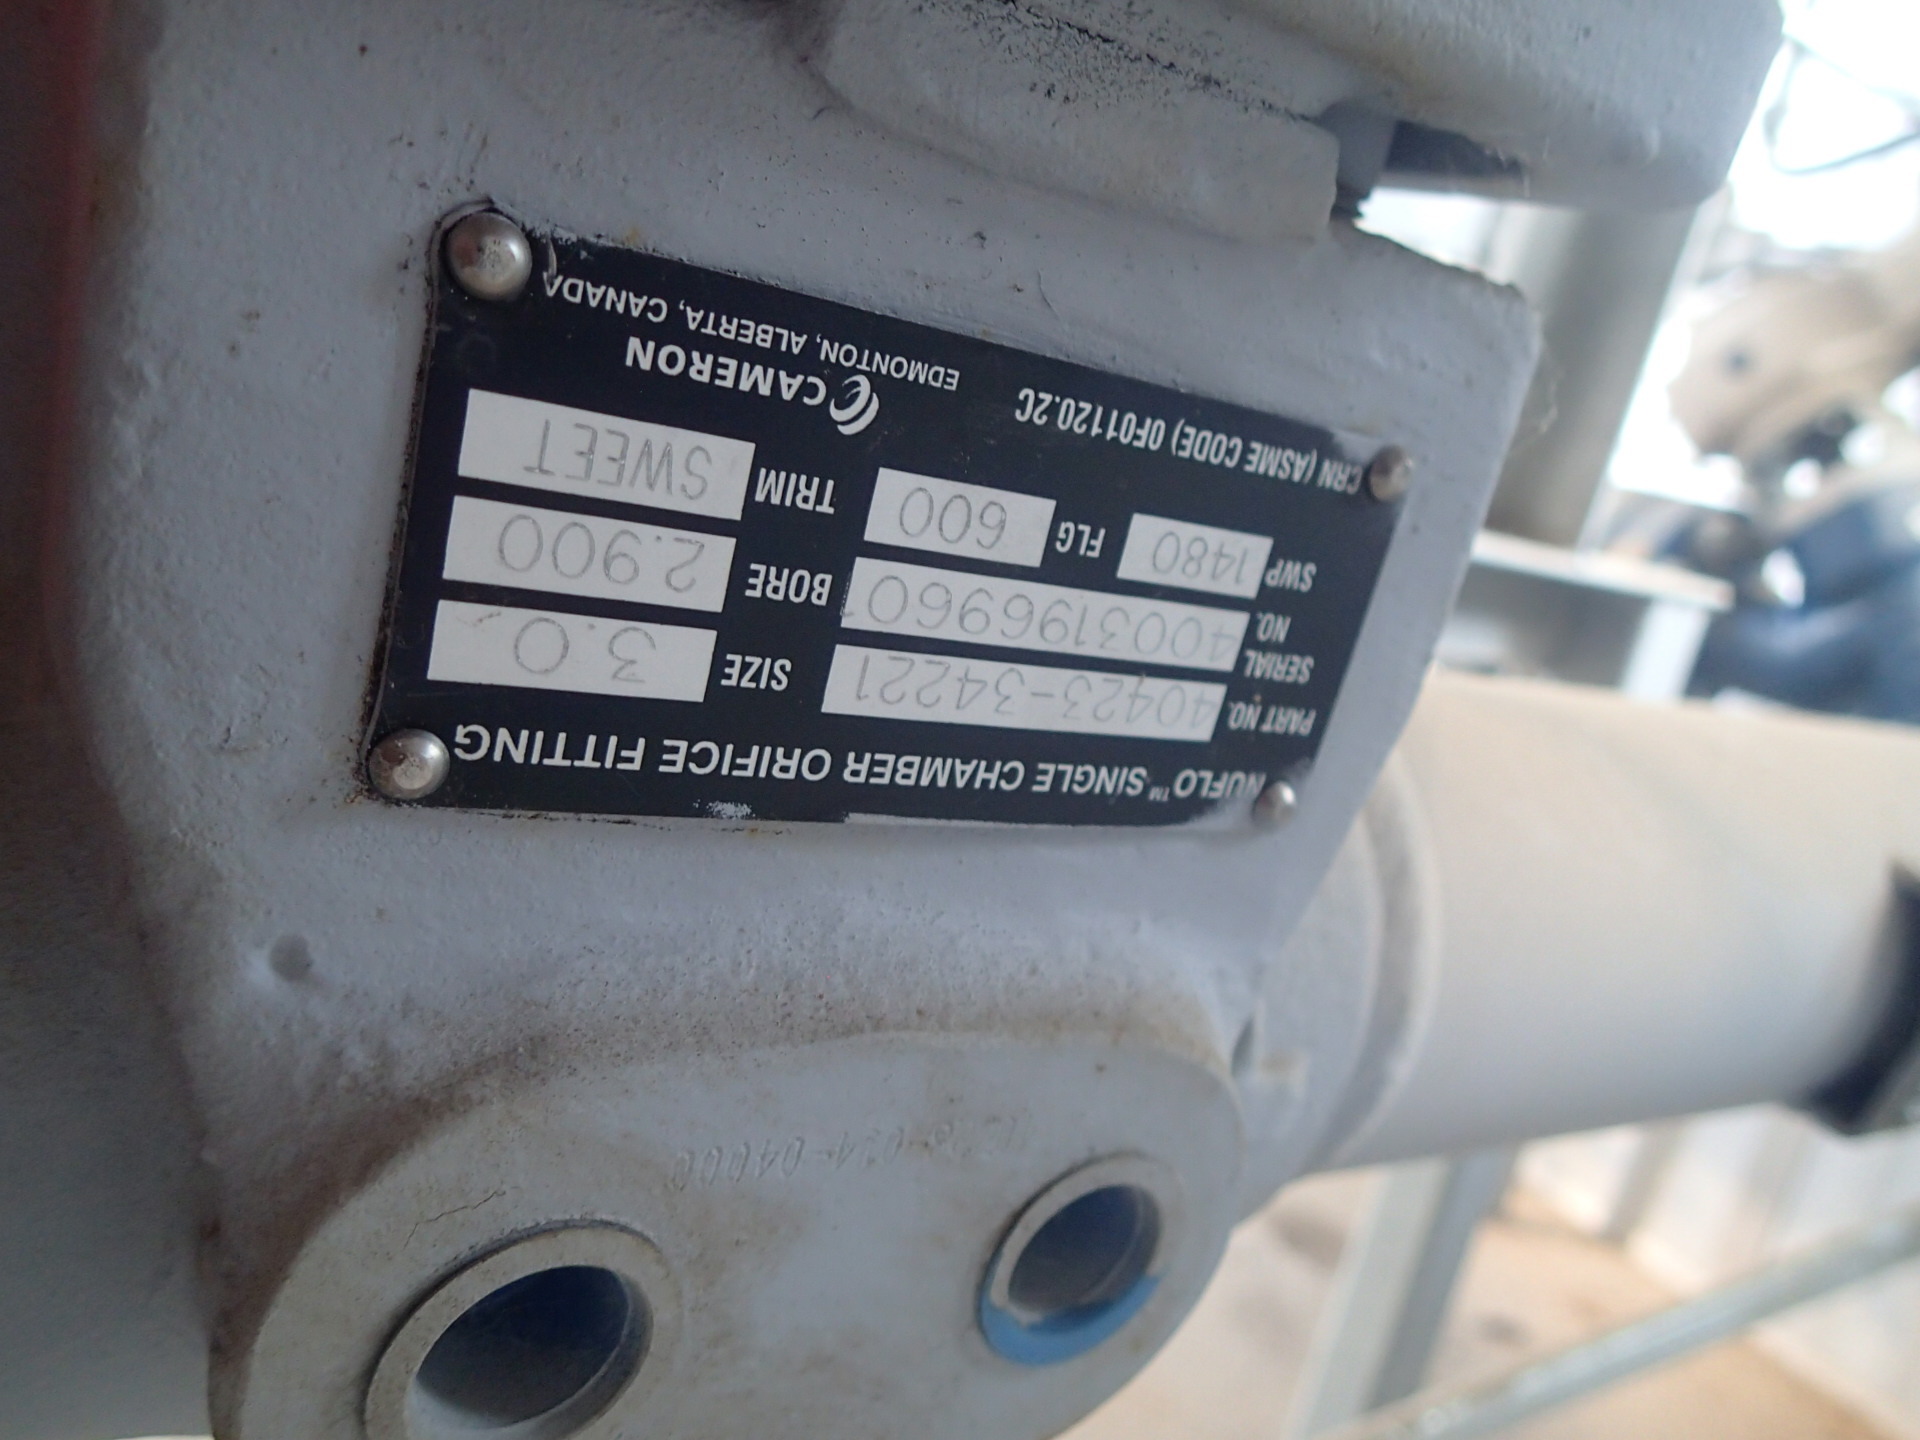 NUFLO™ SINGLE CHAMBER ORIFICE FITTING
PART NO. 40423-34221 SIZE 3.0
SERIAL NO. 4003196960 BORE 2.900
SWP 1480 FLG 600 TRIM SWEET
CRN (ASME CODE) 0F01120.2C
CAMERON
EDMONTON, ALBERTA, CANADA